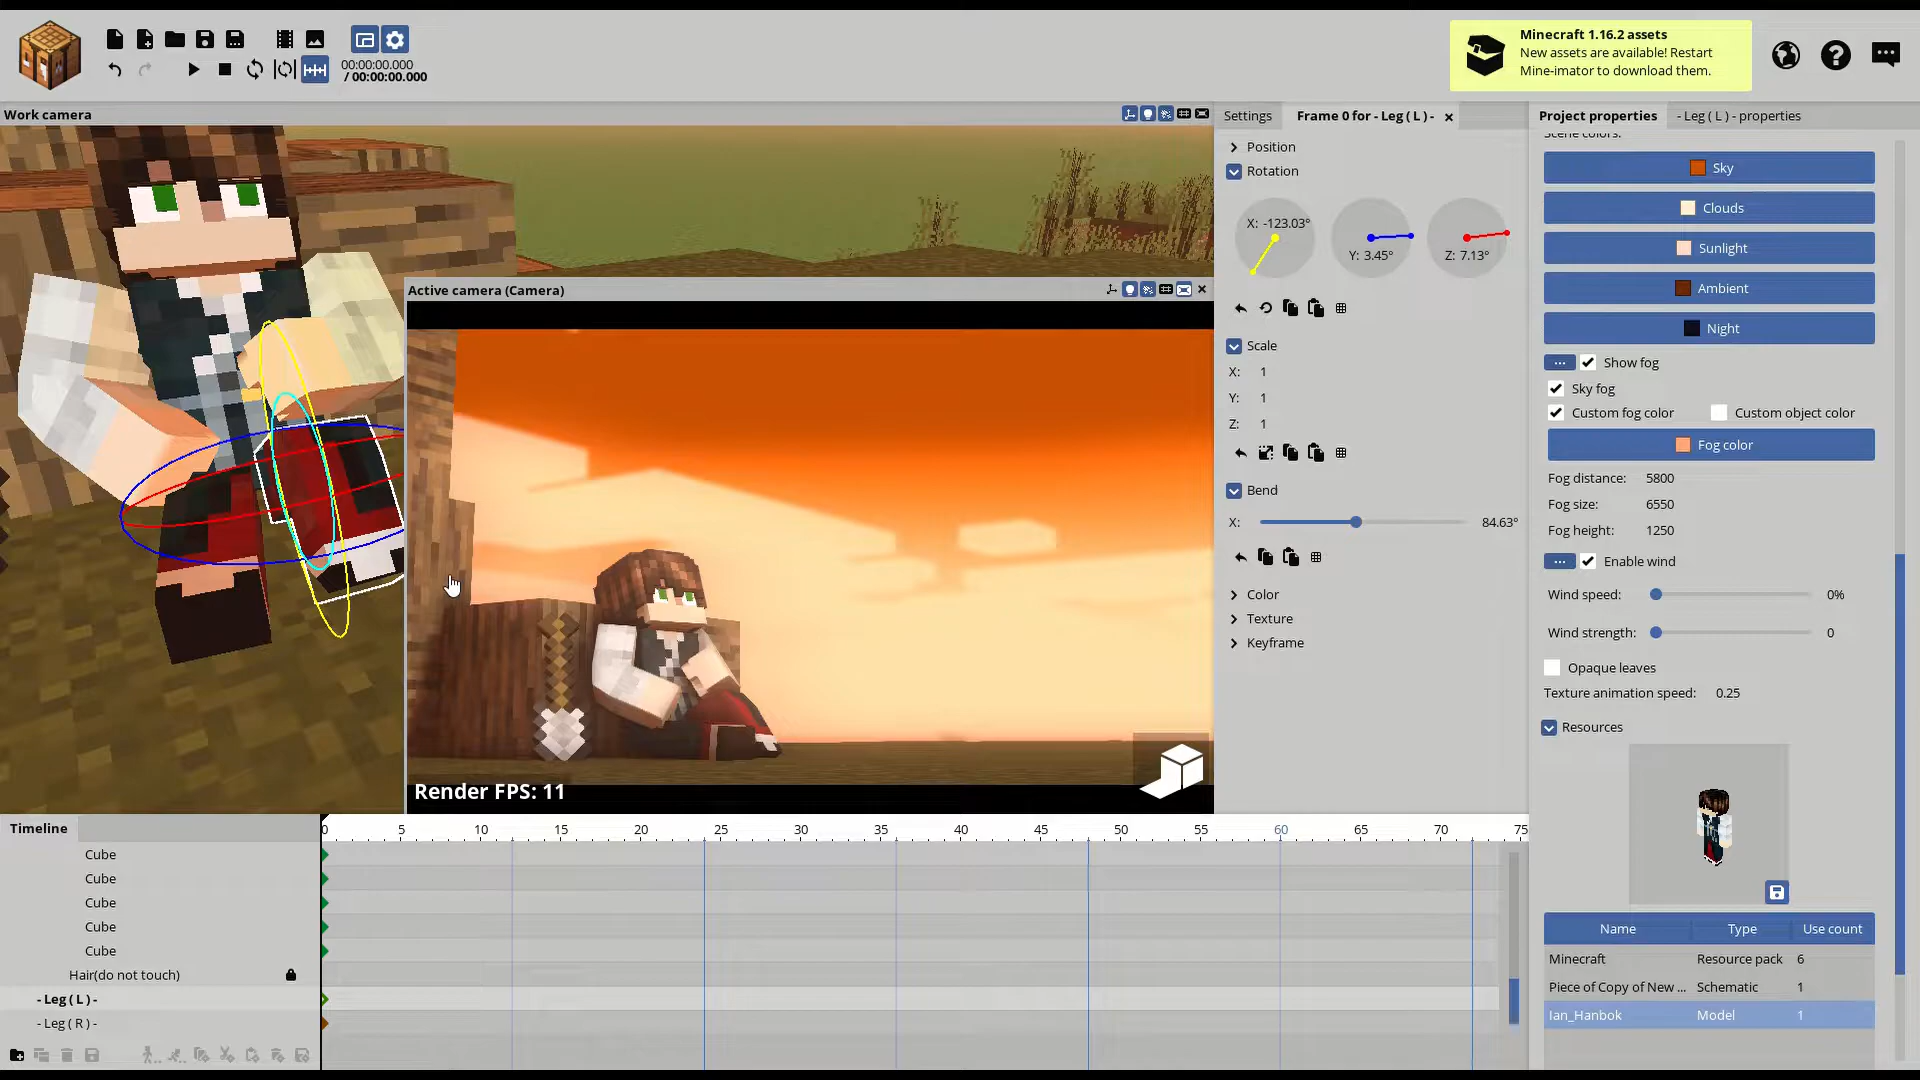 00:00:00.000
/ 00:00:00.000
Minecraft 1.16.2 assets
New assets are available! Restart
Mine-imator to download them.
Work camera
Active camera (Camera)
Render FPS: 11
Settings
Frame 0 for - Leg ( L ) -
Position
Rotation
X: -123.03°
Y: 3.45°
Z: 7.13°
Scale
X: 1
Y: 1
Z: 1
Bend
X: 84.63°
Color
Texture
Keyframe
Project properties
- Leg ( L ) - properties
Scene colors:
Sky
Clouds
Sunlight
Ambient
Night
Show fog
Sky fog
Custom fog color
Custom object color
Fog color
Fog distance: 5800
Fog size: 6550
Fog height: 1250
Enable wind
Wind speed: 0%
Wind strength: 0
Opaque leaves
Texture animation speed: 0.25
Resources
Name Type Use count
Minecraft Resource pack 6
Piece of Copy of New ... Schematic 1
Ian_Hanbok Model 1
Timeline
0 5 10 15 20 25 30 35 40 45 50 55 60 65 70 75
Cube
Cube
Cube
Cube
Cube
Hair(do not touch)
- Leg ( L ) -
- Leg ( R ) -